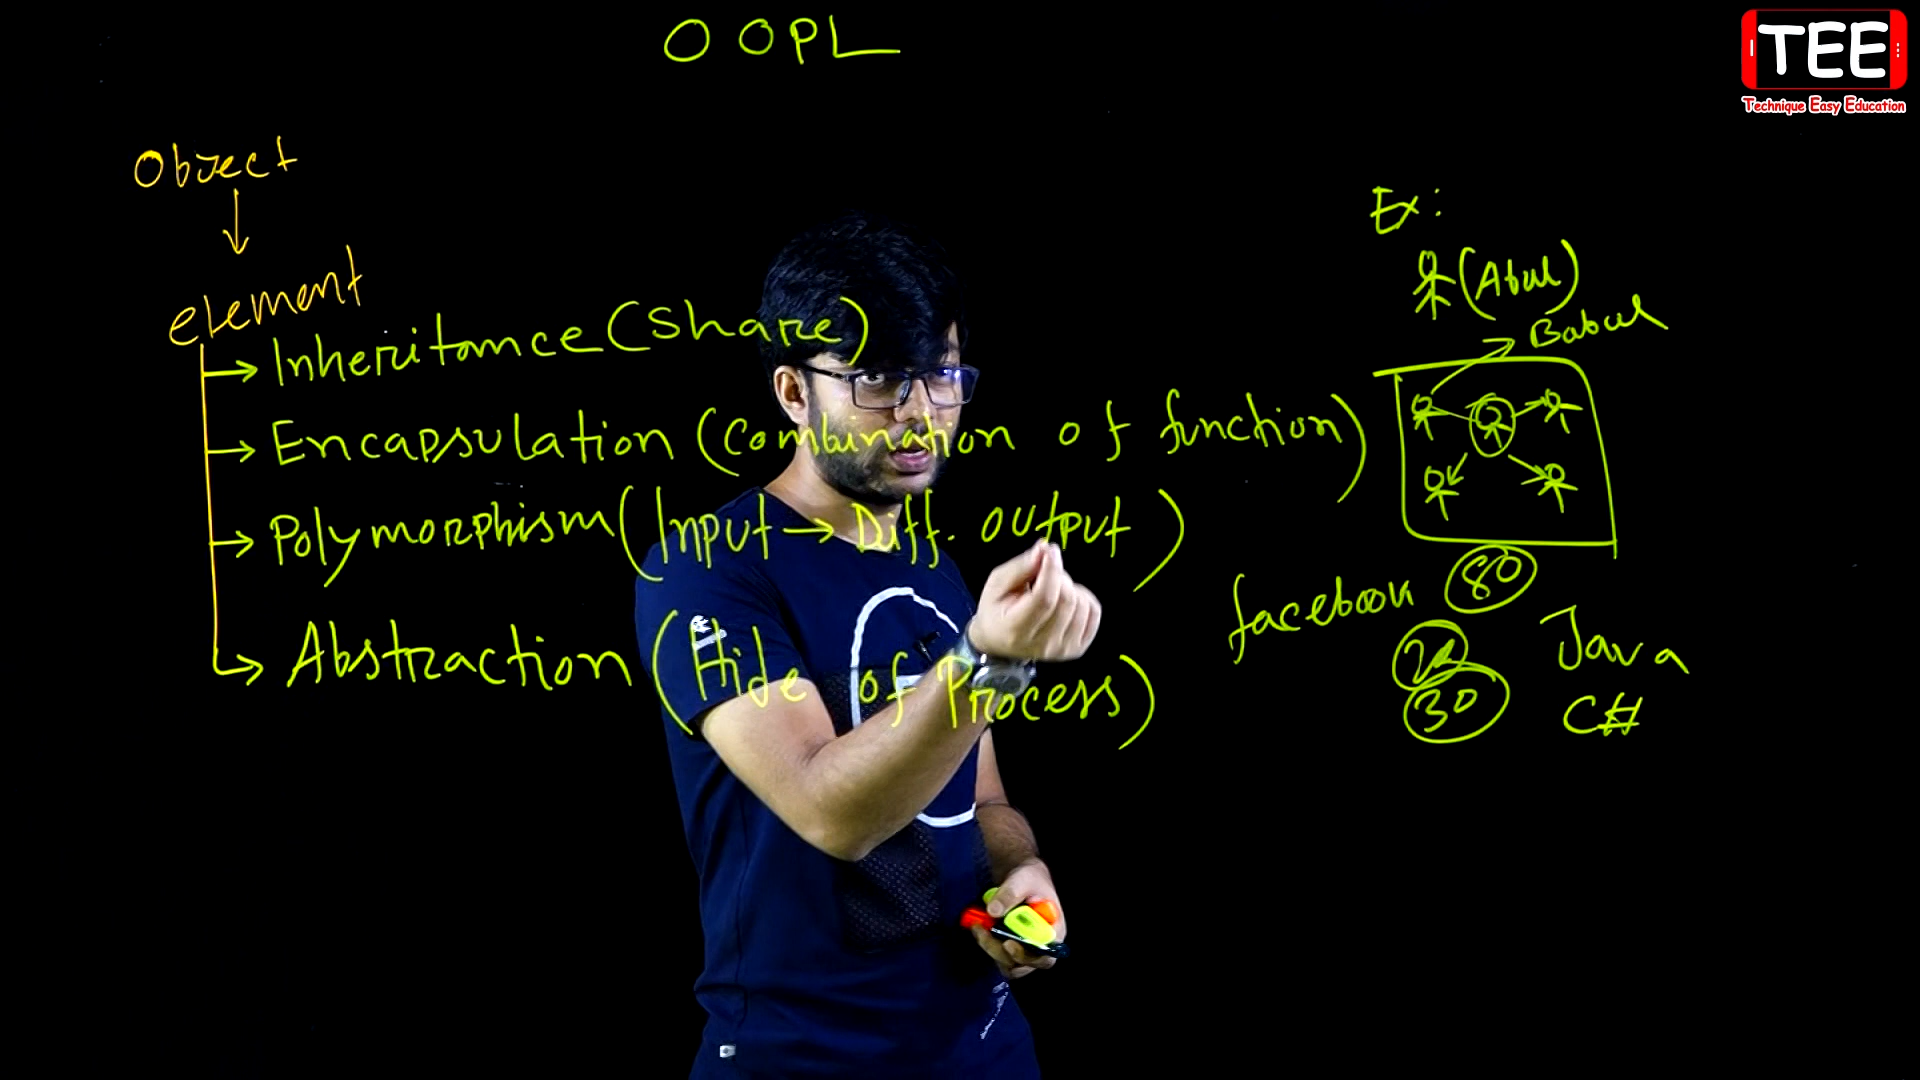 OOPL
TEE
Technique Easy Education
Object
element
Inheritance (Share)
Encapsulation (Combination of function)
Polymorphism (Input → Diff. output)
Abstraction (Hide of Process)
Ex:
(Abul)
Babul
facebook 80
30
Java
C#